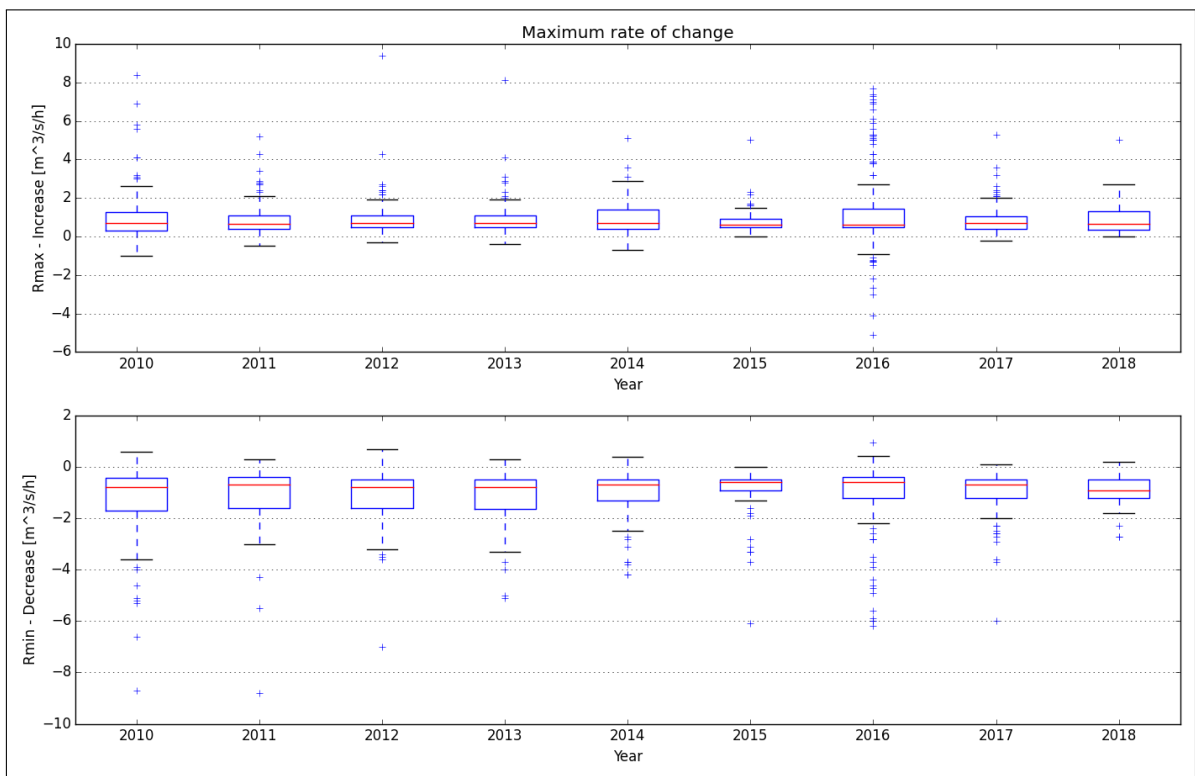 Maximum rate of change
Rmax - Increase [m^3/s/h]
10
8
6
4
2
0
−2
−4
−6
2010 2011 2012 2013 2014 2015 2016 2017 2018
Year
Rmin - Decrease [m^3/s/h]
2
0
−2
−4
−6
−8
−10
2010 2011 2012 2013 2014 2015 2016 2017 2018
Year